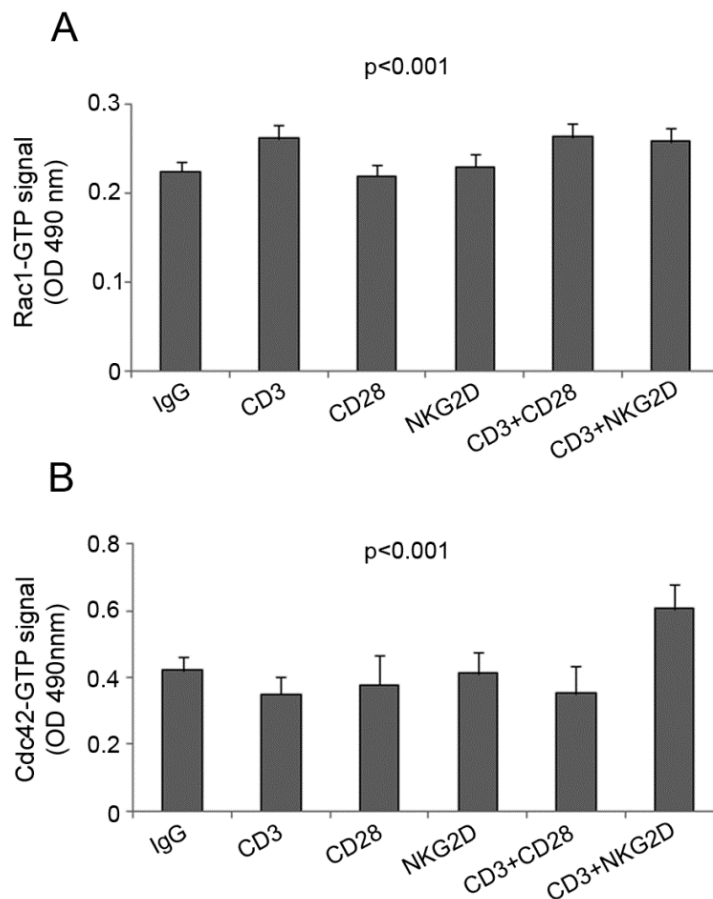 A
p<0.001
Rac1-GTP signal
(OD 490 nm)
0.3
0.2
0.1
0
IgG
CD3
CD28
NKG2D
CD3+CD28
CD3+NKG2D
B
p<0.001
Cdc42-GTP signal
(OD 490nnm)
0.8
0.6
0.4
0.2
0
IgG
CD3
CD28
NKG2D
CD3+CD28
CD3+NKG2D